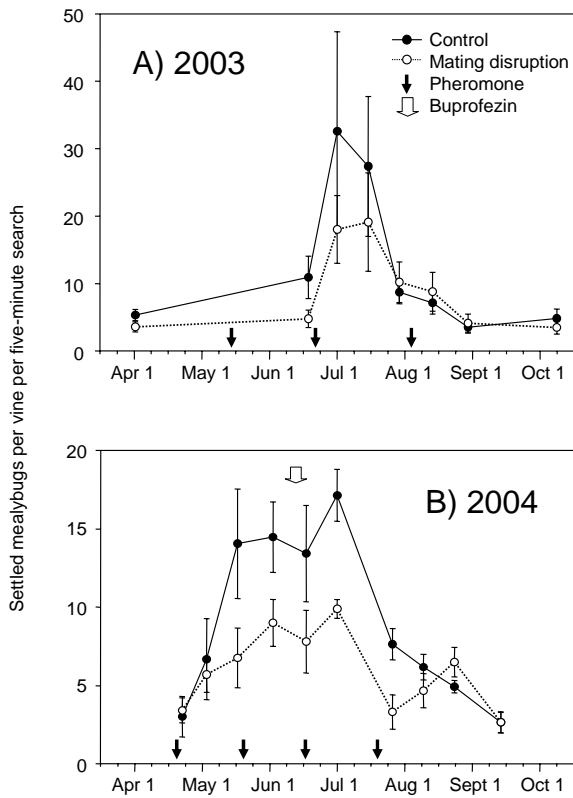 Settled mealybugs per vine per five-minute search
50
40
30
20
10
0
A) 2003
Control
Mating disruption
Pheromone
Buprofezin
Apr 1 May 1 Jun 1 Jul 1 Aug 1 Sept 1 Oct 1
20
15
10
5
0
B) 2004
Apr 1 May 1 Jun 1 Jul 1 Aug 1 Sept 1 Oct 1